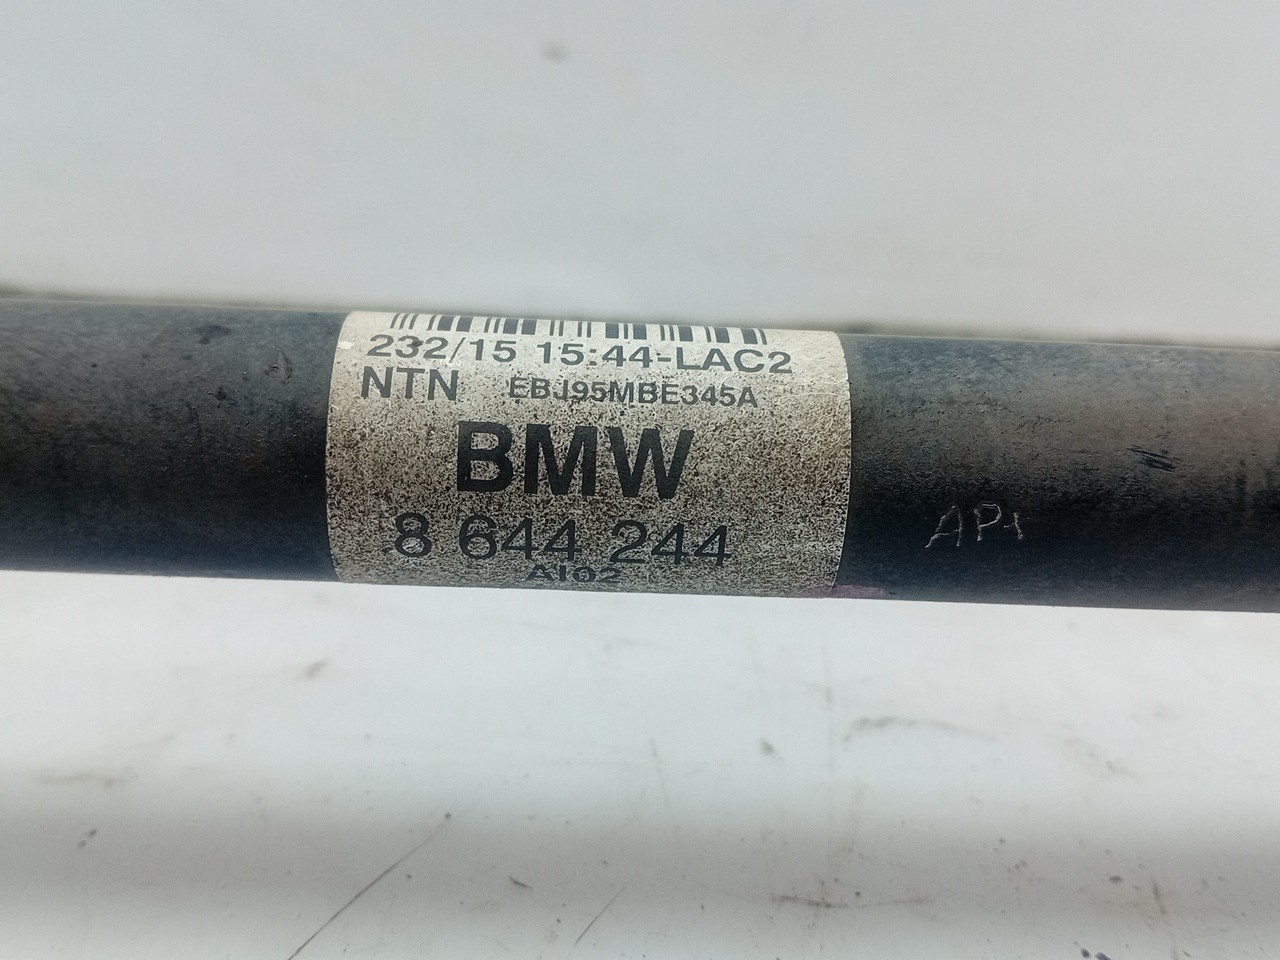 232/15 15:44-LAC2
NTN EBJ95MBE345A
BMW
8 644 244
AI02
AP1